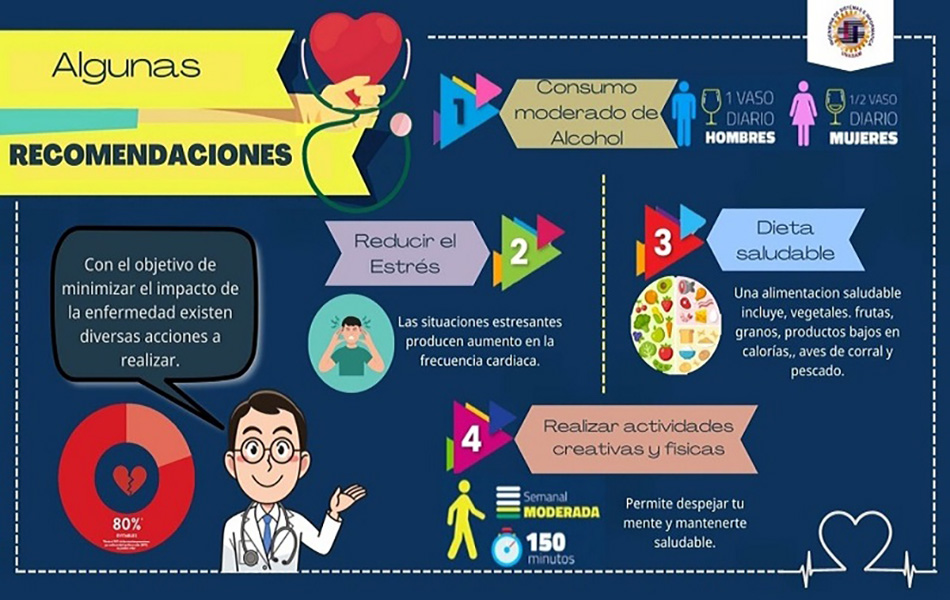 Algunas
RECOMENDACIONES
1
Consumo
moderado de
Alcohol
1 VASO
DIARIO
HOMBRES
1/2 VASO
DIARIO
MUJERES
Con el objetivo de
minimizar el impacto de
la enfermedad existen
diversas acciones a
realizar.
80%
Reducir el
Estrés
2
Las situaciones estresantes
producen aumento en la
frecuencia cardiaca.
3
Dieta
saludable
Una alimentacion saludable
incluye, vegetales. frutas,
granos, productos bajos en
calorías,, aves de corral y
pescado.
4
Realizar actividades
creativas y fisicas
Semanal
MODERADA
150
minutos
Permite despejar tu
mente y mantenerte
saludable.